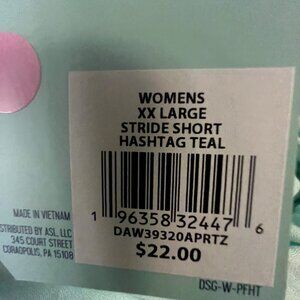 WOMENS
XX LARGE
STRIDE SHORT
HASHTAG TEAL
1 96358 32447 6
DAW39320APRTZ
$22.00
MADE IN VIETNAM
DISTRIBUTED BY ASL, LLC
345 COURT STREET
CORAOPOLIS, PA 15108
DSG-W-PFHT